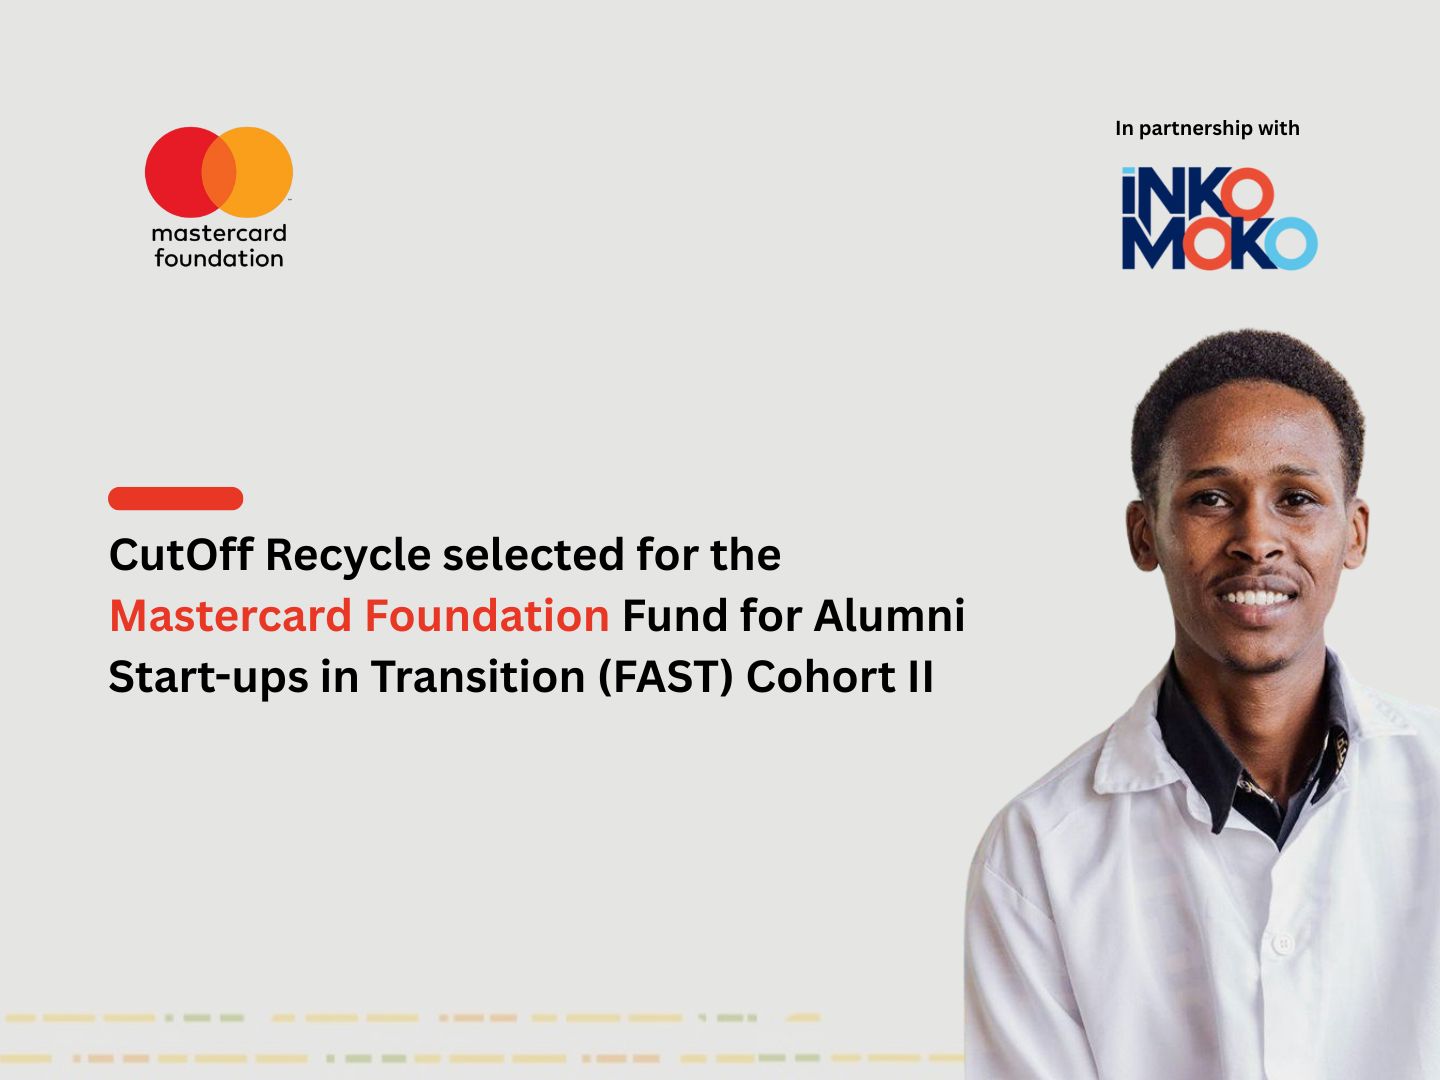 mastercard
foundation
In partnership with
iNKO
MOKO
CutOff Recycle selected for the
Mastercard Foundation Fund for Alumni
Start-ups in Transition (FAST) Cohort II